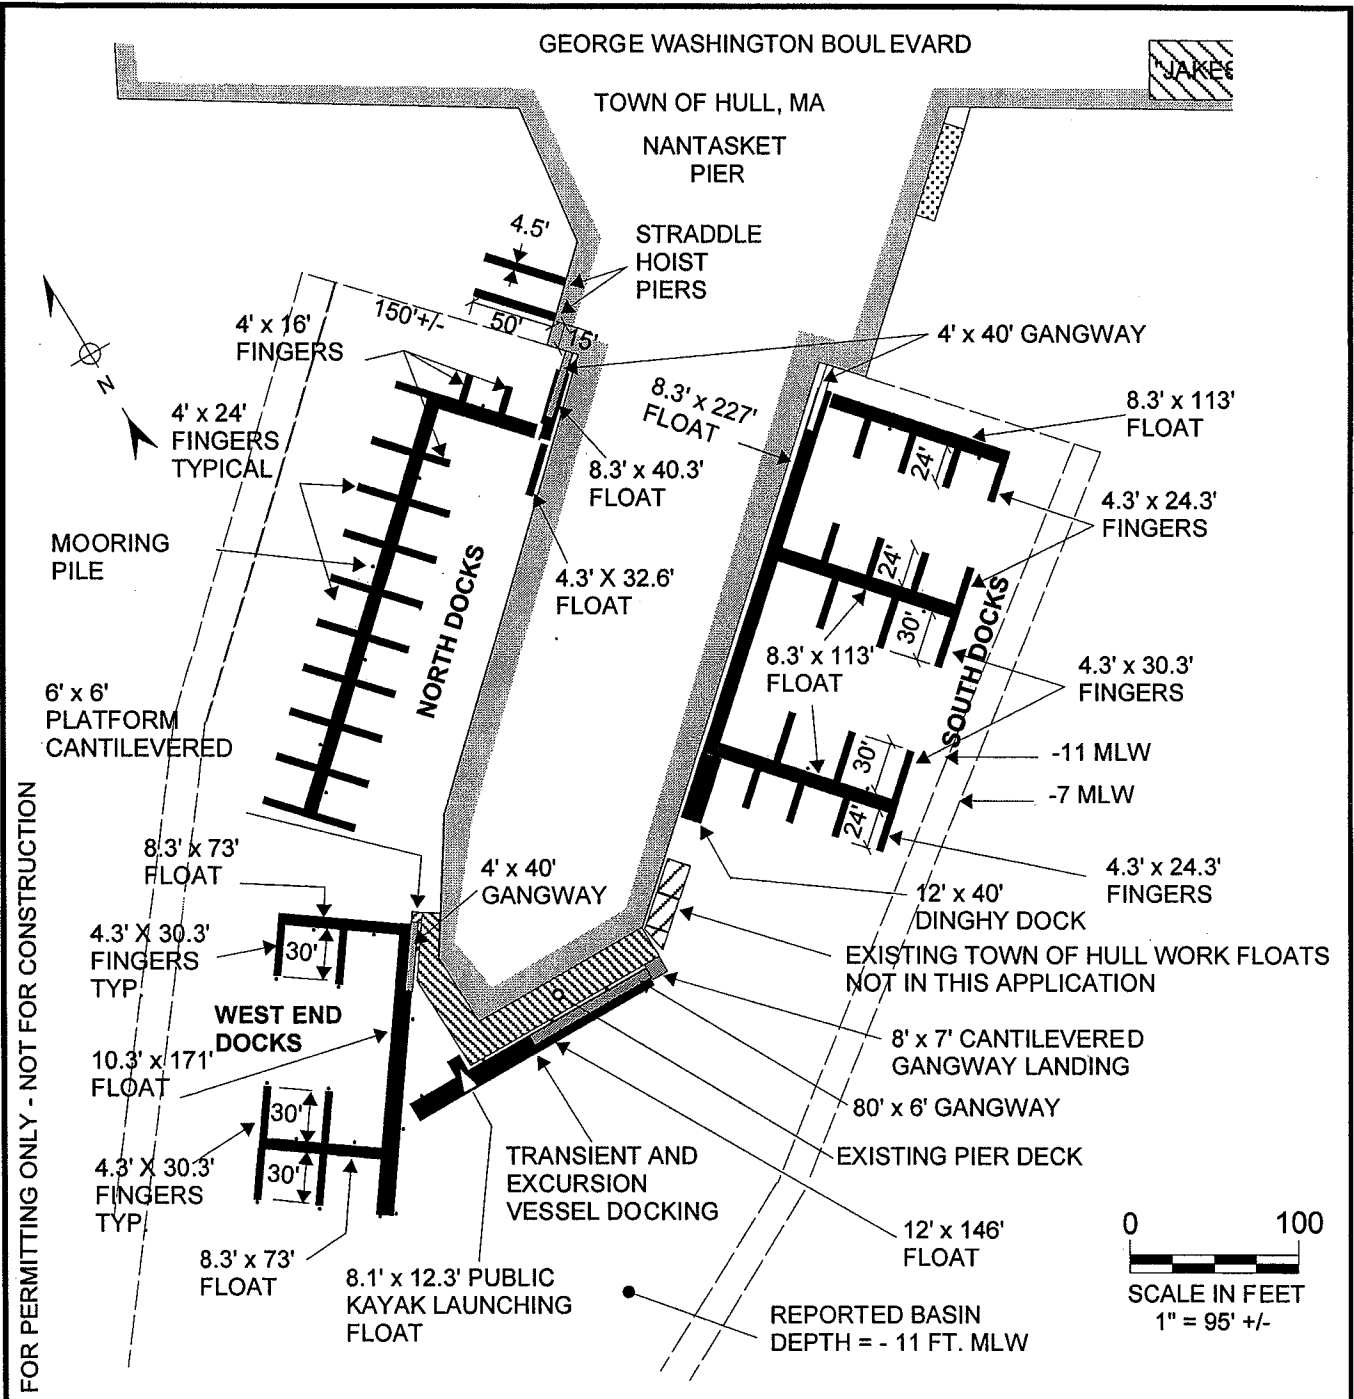 GEORGE WASHINGTON BOULEVARD
"JAKES
TOWN OF HULL, MA
NANTASKET
PIER
4.5'
STRADDLE
HOIST
PIERS
150'+/-
50'
15'
4' x 16'
FINGERS
4' x 40' GANGWAY
8.3' x 227'
FLOAT
8.3' x 113'
FLOAT
N
4' x 24'
FINGERS
TYPICAL
8.3' x 40.3'
FLOAT
24'
4.3' x 24.3'
FINGERS
MOORING
PILE
4.3' X 32.6'
FLOAT
24'
30'
NORTH DOCKS
SOUTH DOCKS
8.3' x 113'
FLOAT
4.3' x 30.3'
FINGERS
6' x 6'
PLATFORM
CANTILEVERED
30'
-11 MLW
-7 MLW
24'
8.3' x 73'
FLOAT
4' x 40'
GANGWAY
4.3' x 24.3'
FINGERS
12' x 40'
DINGHY DOCK
4.3' X 30.3'
FINGERS
TYP.
30'
EXISTING TOWN OF HULL WORK FLOATS
NOT IN THIS APPLICATION
WEST END
DOCKS
8' x 7' CANTILEVERED
GANGWAY LANDING
10.3' x 171'
FLOAT
80' x 6' GANGWAY
30'
30'
4.3' X 30.3'
FINGERS
TYP.
TRANSIENT AND
EXCURSION
VESSEL DOCKING
EXISTING PIER DECK
12' x 146'
FLOAT
8.3' x 73'
FLOAT
8.1' x 12.3' PUBLIC
KAYAK LAUNCHING
FLOAT
REPORTED BASIN
DEPTH = - 11 FT. MLW
0 100
SCALE IN FEET
1" = 95' +/-
FOR PERMITTING ONLY - NOT FOR CONSTRUCTION